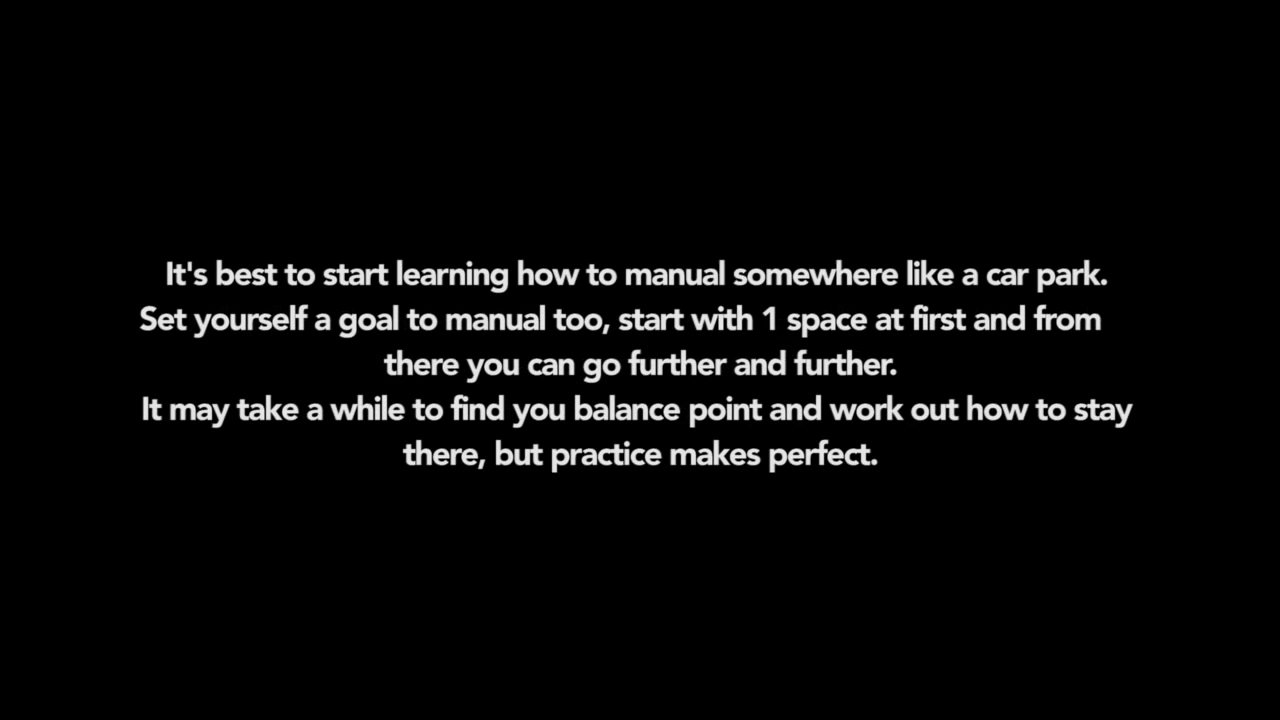 It's best to start learning how to manual somewhere like a car park.
Set yourself a goal to manual too, start with 1 space at first and from
there you can go further and further.
It may take a while to find you balance point and work out how to stay
there, but practice makes perfect.